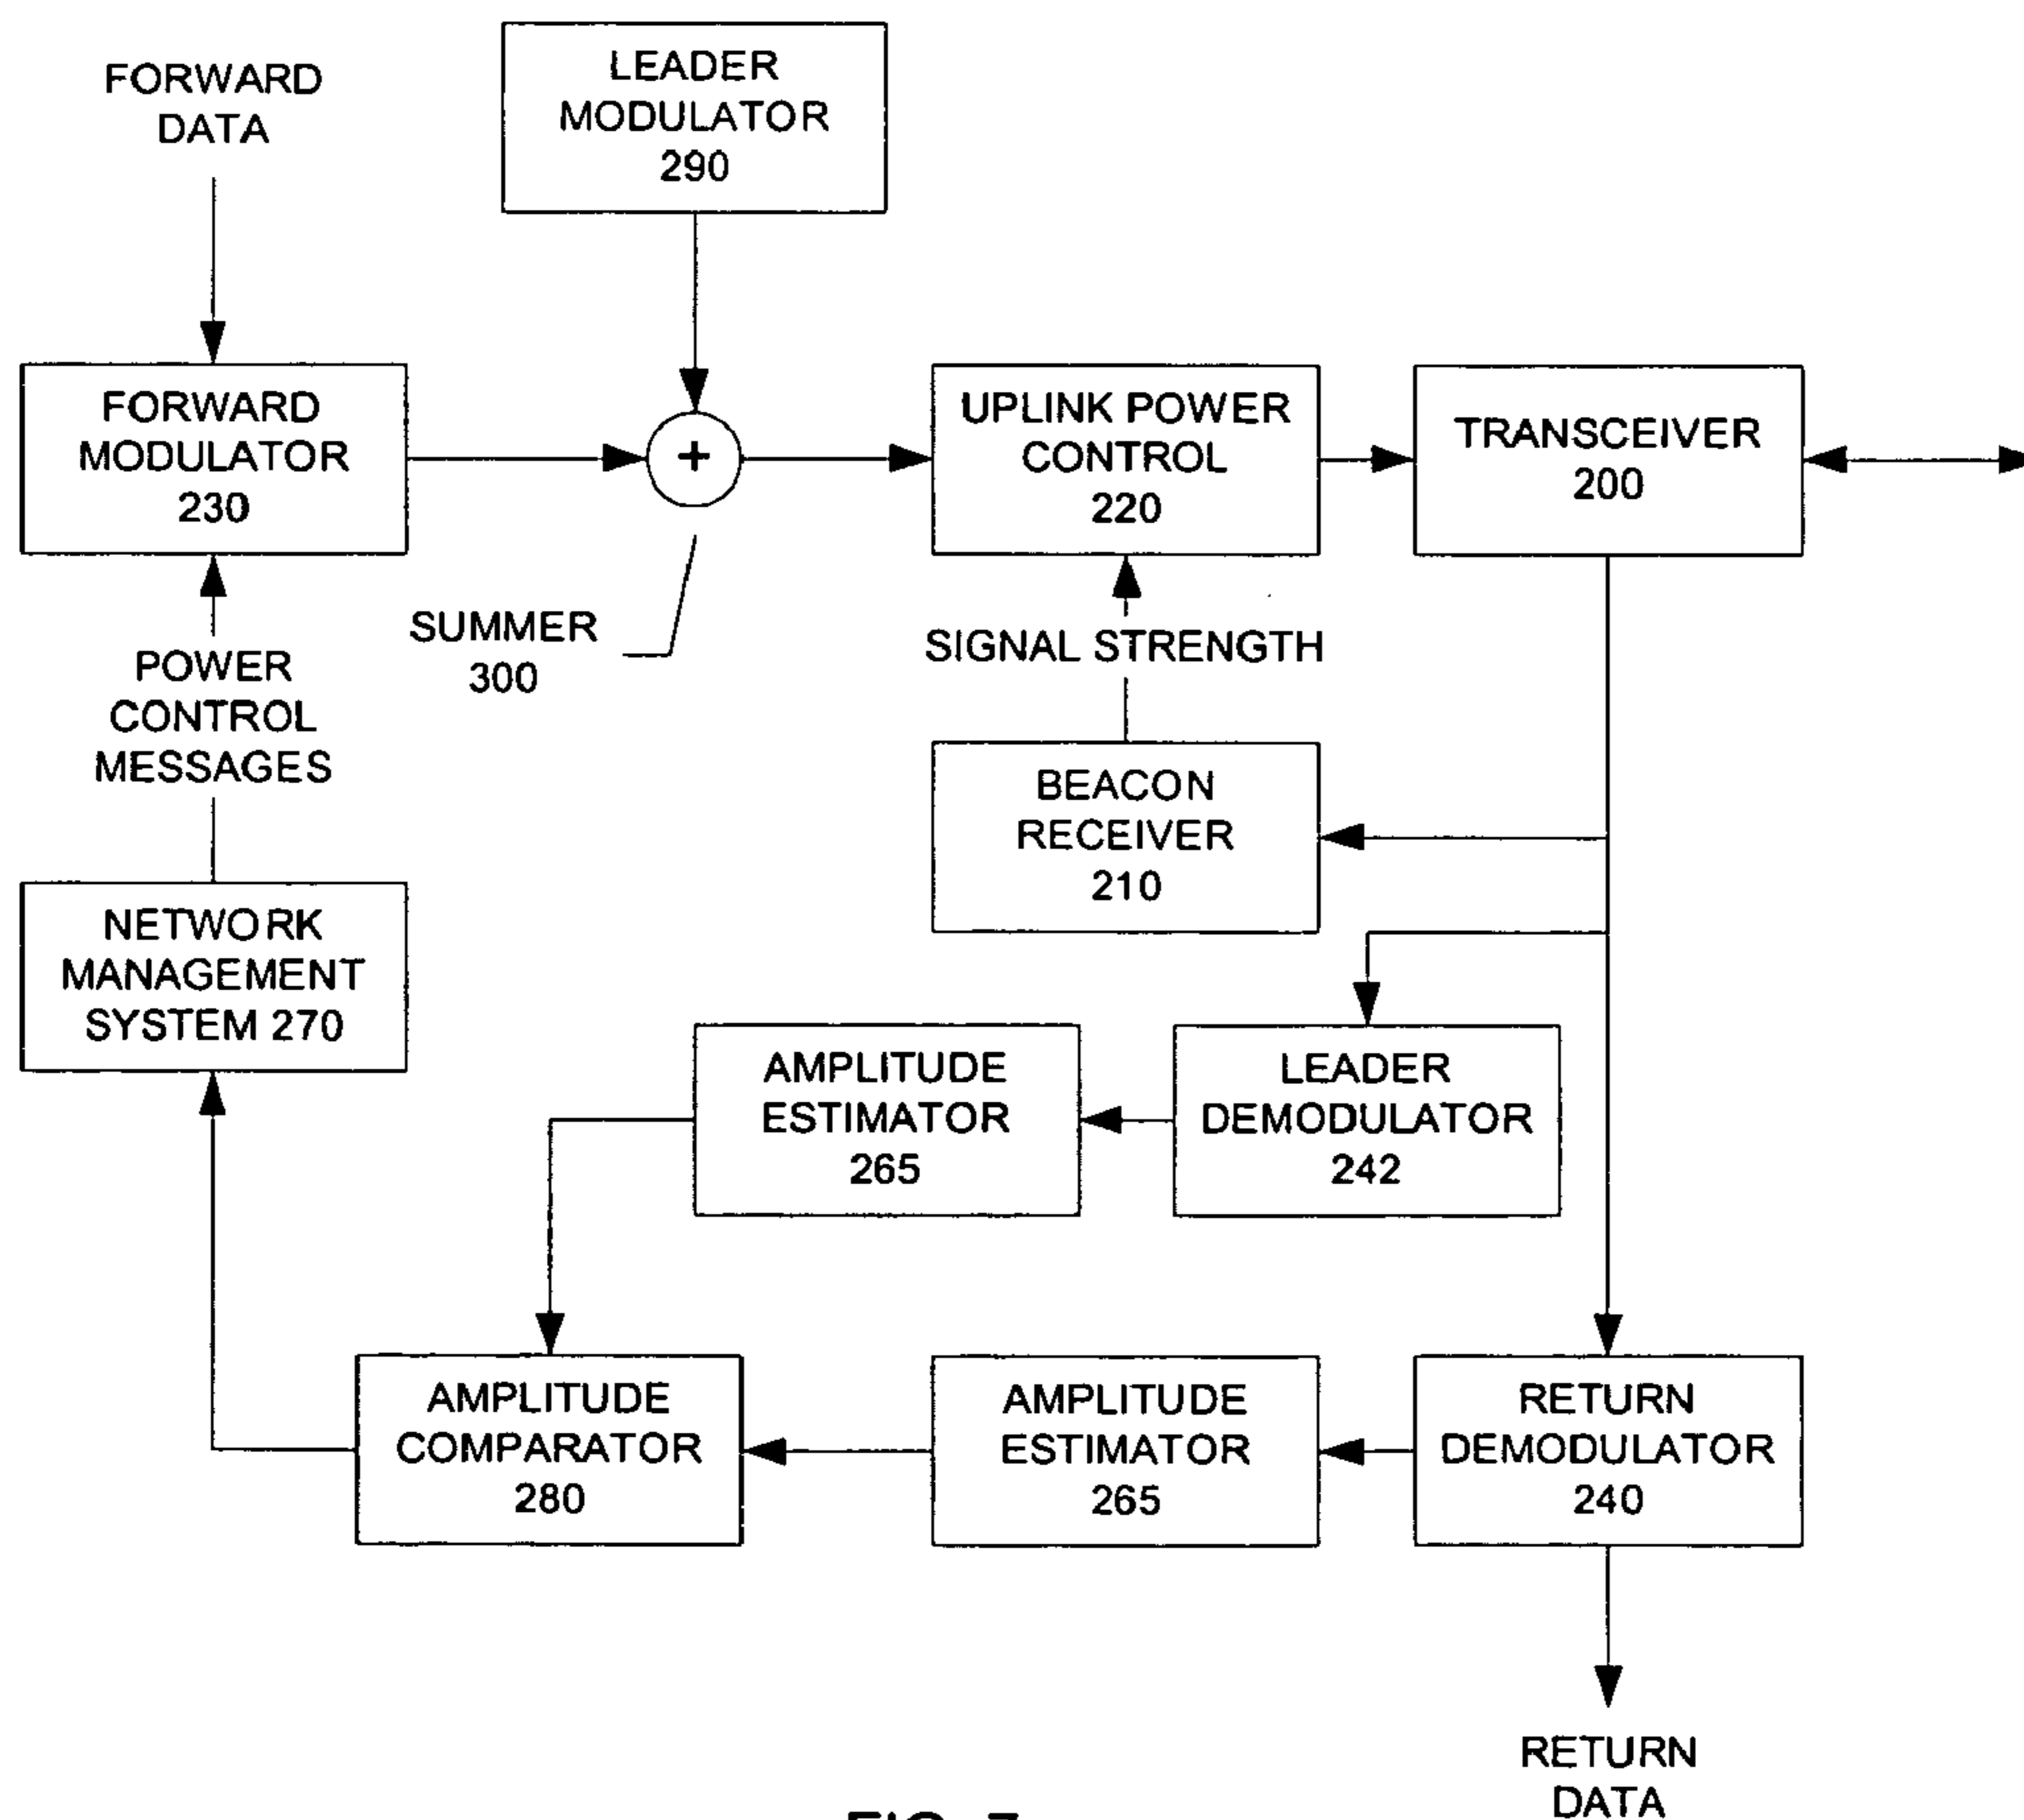 FORWARD
DATA
LEADER
MODULATOR
290
FORWARD
MODULATOR
230
+
UPLINK POWER
CONTROL
220
TRANSCEIVER
200
SUMMER
300
SIGNAL STRENGTH
POWER
CONTROL
MESSAGES
BEACON
RECEIVER
210
NETWORK
MANAGEMENT
SYSTEM 270
AMPLITUDE
ESTIMATOR
265
LEADER
DEMODULATOR
242
AMPLITUDE
COMPARATOR
280
AMPLITUDE
ESTIMATOR
265
RETURN
DEMODULATOR
240
RETURN
DATA